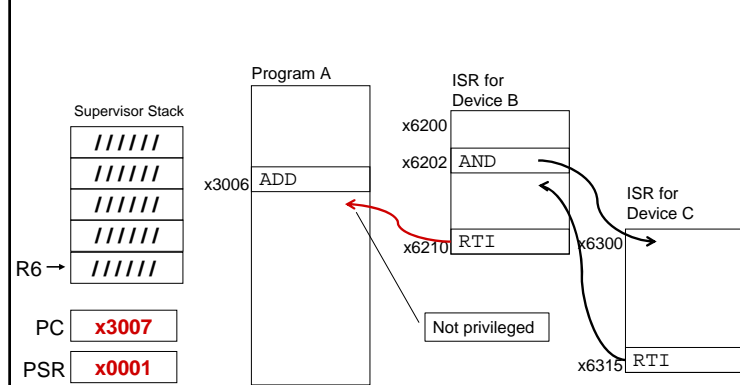 Program A
ISR for
Device B
Supervisor Stack
x6200
//////
//////
x6202 AND
x3006 ADD
//////
ISR for
Device C
//////
x6210 RTI
x6300
R6 //////
PC x3007
Not privileged
PSR x0001
x6315 RTI